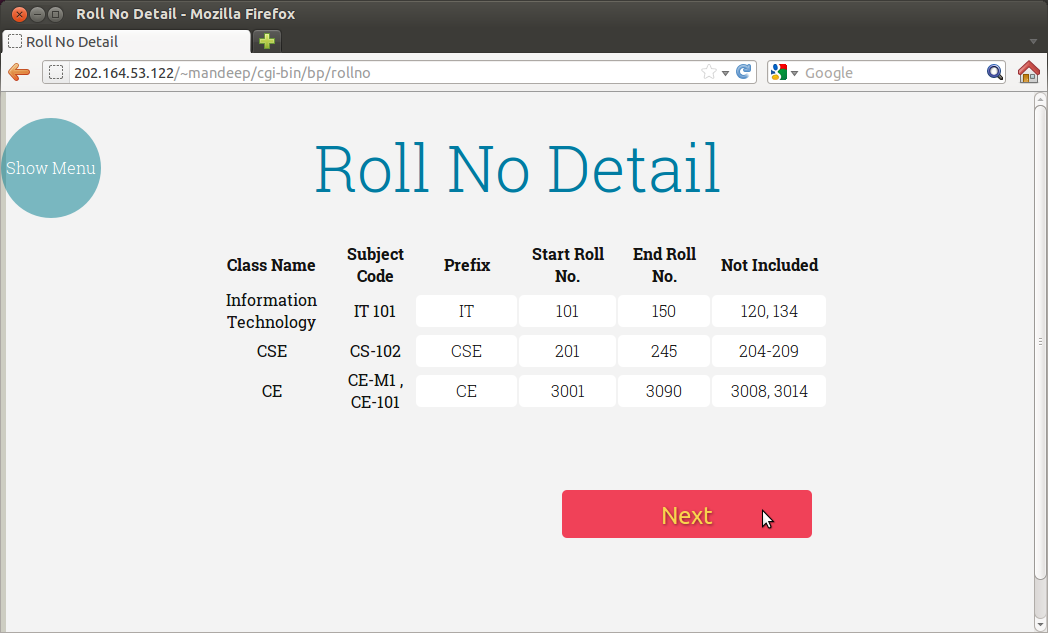 Roll No Detail - Mozilla Firefox
Roll No Detail
202.164.53.122/~mandeep/cgi-bin/bp/rollno
Google
Show Menu
Roll No Detail
Class Name Subject Code Prefix Start Roll No. End Roll No. Not Included
Information Technology IT 101 IT 101 150 120, 134
CSE CS-102 CSE 201 245 204-209
CE CE-M1 , CE-101 CE 3001 3090 3008, 3014
Next